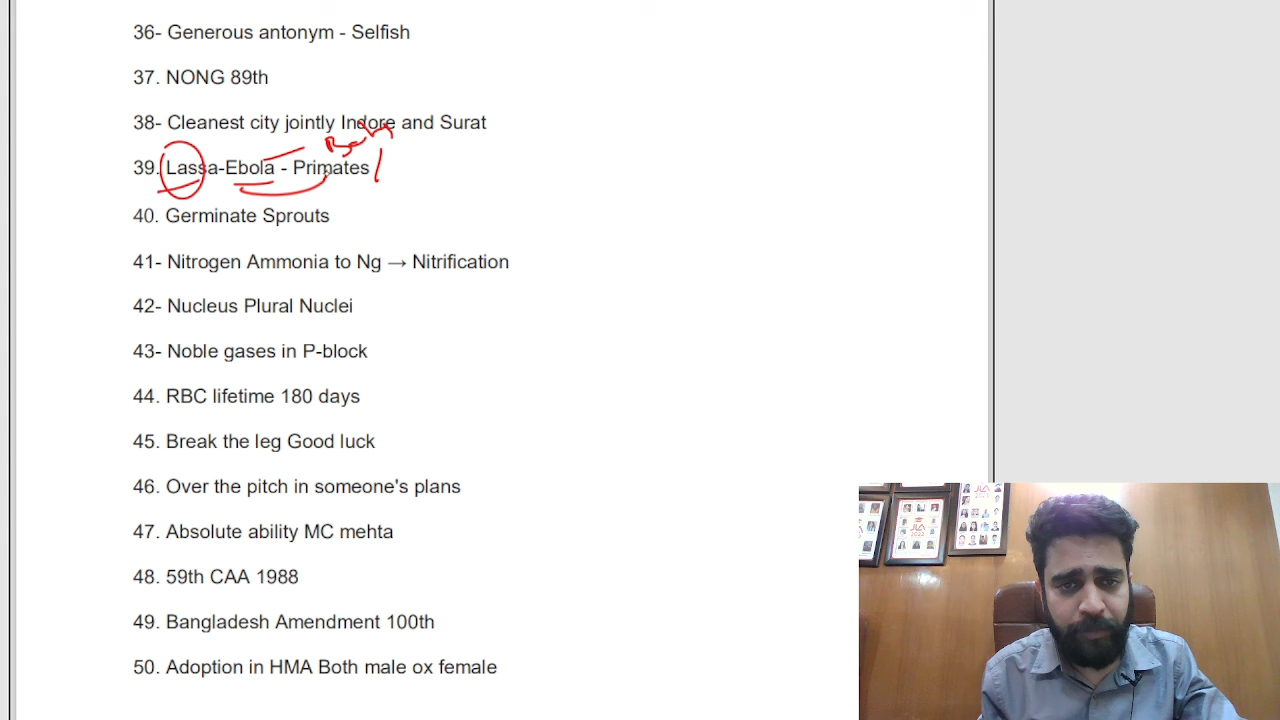 36- Generous antonym - Selfish
37. NONG 89th
38- Cleanest city jointly Indore and Surat
39. Lassa-Ebola - Primates
40. Germinate Sprouts
41- Nitrogen Ammonia to Ng → Nitrification
42- Nucleus Plural Nuclei
43- Noble gases in P-block
44. RBC lifetime 180 days
45. Break the leg Good luck
46. Over the pitch in someone's plans
47. Absolute ability MC mehta
48. 59th CAA 1988
49. Bangladesh Amendment 100th
50. Adoption in HMA Both male ox female
JLA
JLA
2022